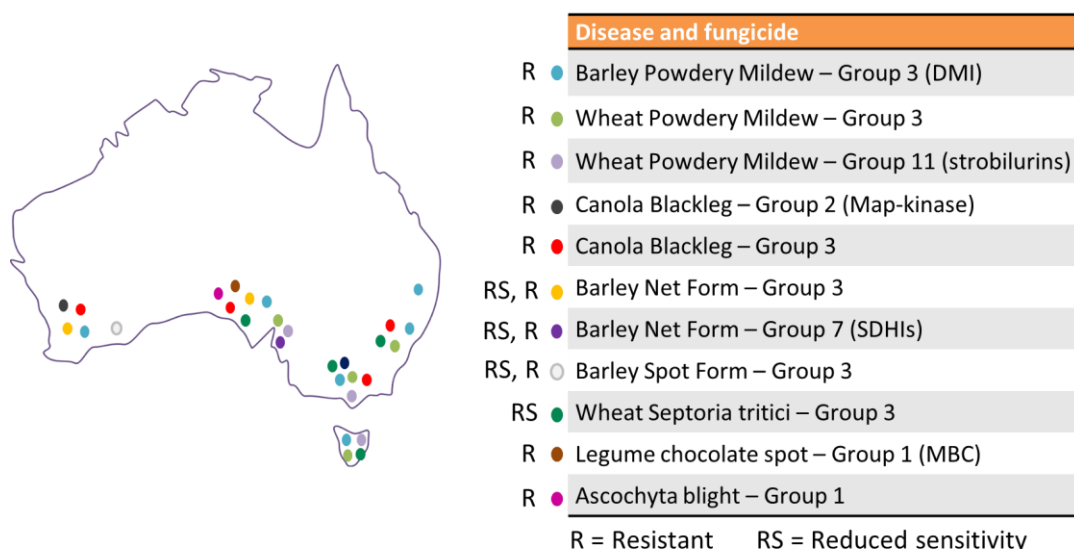 Disease and fungicide
R Barley Powdery Mildew – Group 3 (DMI)
R Wheat Powdery Mildew – Group 3
R Wheat Powdery Mildew – Group 11 (strobilurins)
R Canola Blackleg – Group 2 (Map-kinase)
R Canola Blackleg – Group 3
RS, R Barley Net Form – Group 3
RS, R Barley Net Form – Group 7 (SDHIs)
RS, R Barley Spot Form – Group 3
RS Wheat Septoria tritici – Group 3
R Legume chocolate spot – Group 1 (MBC)
R Ascochyta blight – Group 1
R = Resistant RS = Reduced sensitivity